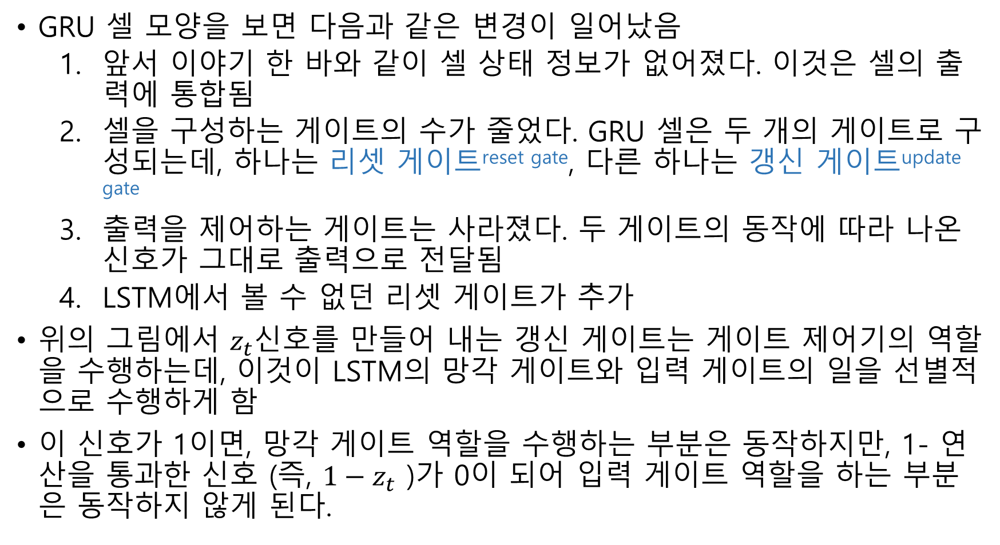 • GRU 셀 모양을 보면 다음과 같은 변경이 일어났음
1. 앞서 이야기 한 바와 같이 셀 상태 정보가 없어졌다. 이것은 셀의 출
력에 통합됨
2. 셀을 구성하는 게이트의 수가 줄었다. GRU 셀은 두 개의 게이트로 구
성되는데, 하나는 리셋 게이트reset gate, 다른 하나는 갱신 게이트update
gate
3. 출력을 제어하는 게이트는 사라졌다. 두 게이트의 동작에 따라 나온
신호가 그대로 출력으로 전달됨
4. LSTM에서 볼 수 없던 리셋 게이트가 추가
• 위의 그림에서 z_t신호를 만들어 내는 갱신 게이트는 게이트 제어기의 역할
을 수행하는데, 이것이 LSTM의 망각 게이트와 입력 게이트의 일을 선별적
으로 수행하게 함
• 이 신호가 1이면, 망각 게이트 역할을 수행하는 부분은 동작하지만, 1- 연
산을 통과한 신호 (즉, 1 − z_t )가 0이 되어 입력 게이트 역할을 하는 부분
은 동작하지 않게 된다.